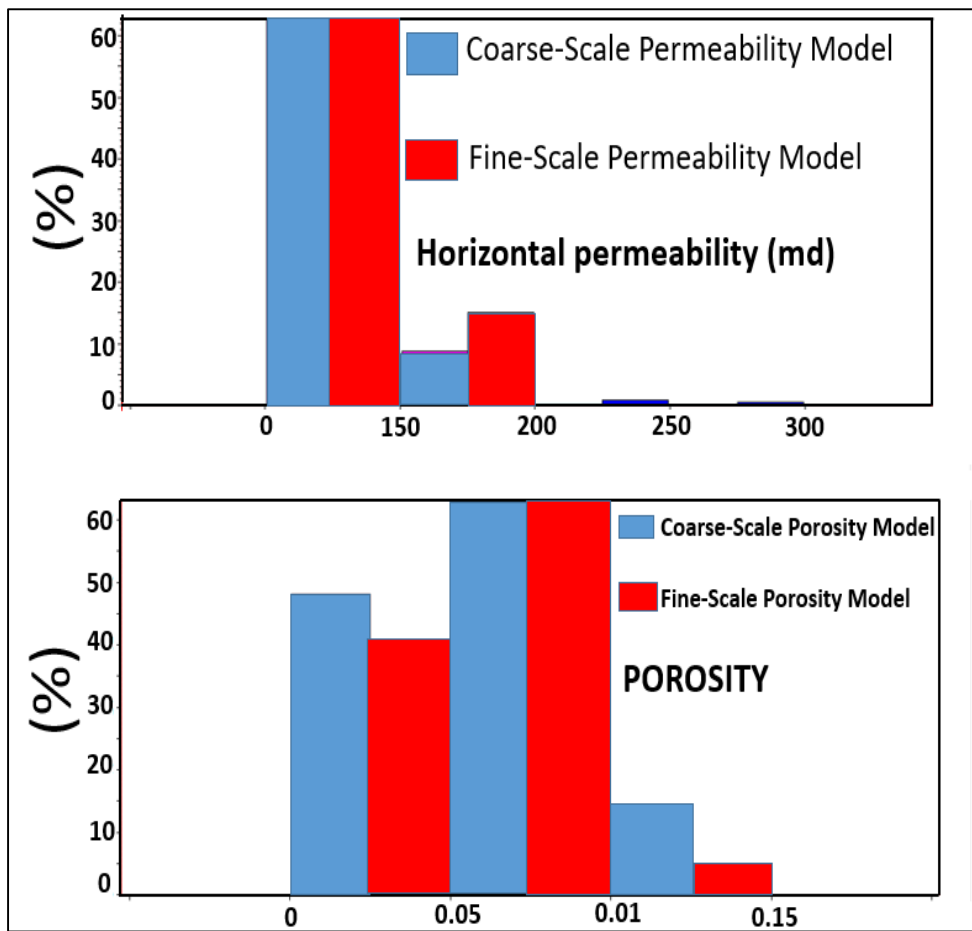 60
50
40
30
20
10
0
(%)
Coarse-Scale Permeability Model
Fine-Scale Permeability Model
Horizontal permeability (md)
0 150 200 250 300
60
50
40
30
20
10
0
(%)
Coarse-Scale Porosity Model
Fine-Scale Porosity Model
POROSITY
0 0.05 0.01 0.15